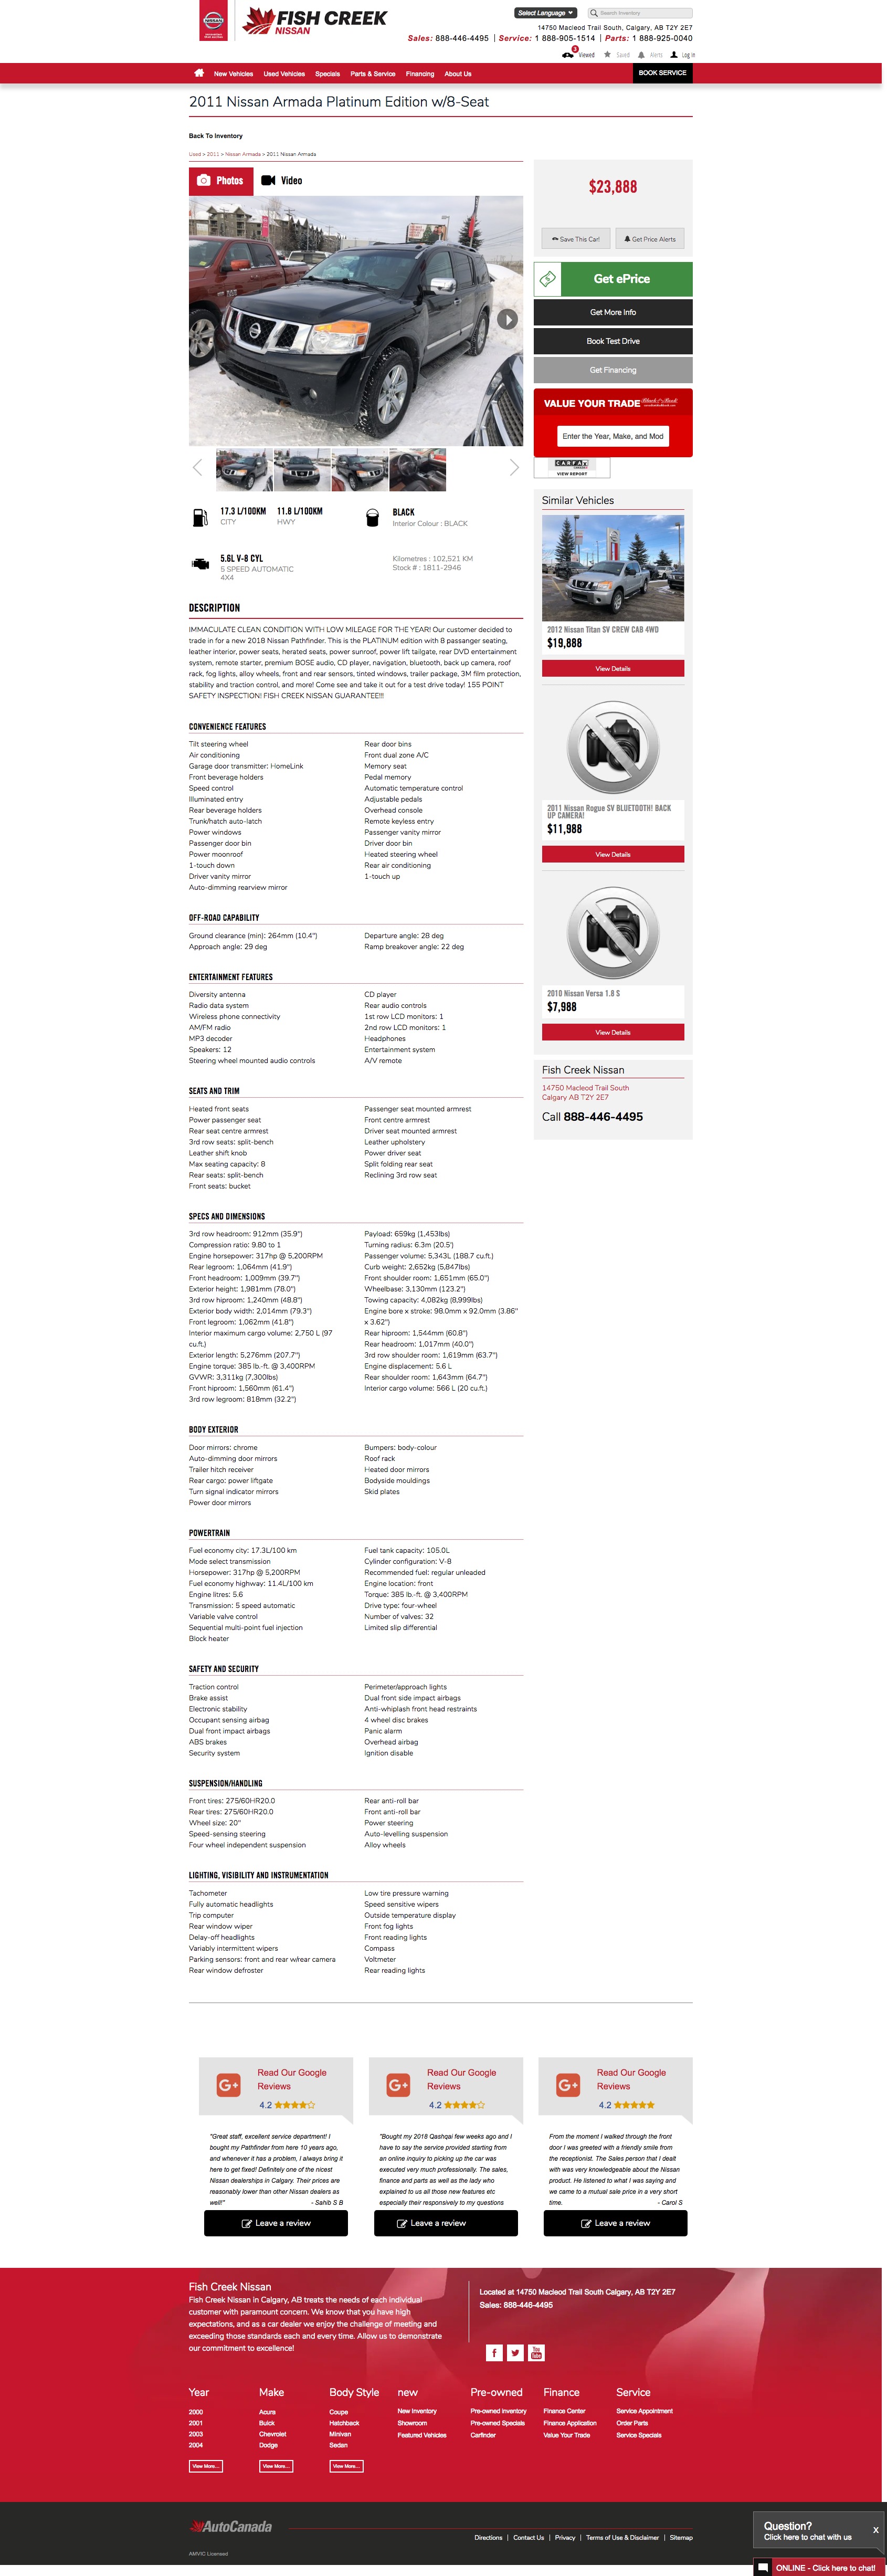 FISH CREEK
NISSAN
Select Language
Search Inventory
14750 Macleod Trail South, Calgary, AB T2Y 2E7
Sales: 888-446-4495 | Service: 1 888-905-1514 | Parts: 1 888-925-0040
3
Viewed
Saved
Alerts
Log in
New Vehicles
Used Vehicles
Specials
Parts & Service
Financing
About Us
BOOK SERVICE
2011 Nissan Armada Platinum Edition w/8-Seat
Back To Inventory
Used > 2011 > Nissan Armada > 2011 Nissan Armada
Photos
Video
$23,888
Save This Car!
Get Price Alerts
Get ePrice
Get More Info
Book Test Drive
Get Financing
VALUE YOUR TRADE
Enter the Year, Make, and Mod
CARFAX
VIEW REPORT
17.3 L/100KM
CITY
11.8 L/100KM
HWY
BLACK
Interior Colour : BLACK
5.6L V-8 CYL
5 SPEED AUTOMATIC
4X4
Kilometres : 102,521 KM
Stock # : 1811-2946
DESCRIPTION
IMMACULATE CLEAN CONDITION WITH LOW MILEAGE FOR THE YEAR! Our customer decided to
trade in for a new 2018 Nissan Pathfinder. This is the PLATINUM edition with 8 passanger seating,
leather interior, power seats, herated seats, power sunroof, power lift tailgate, rear DVD entertainment
system, remote starter, premium BOSE audio, CD player, navigation, bluetooth, back up camera, roof
rack, fog lights, alloy wheels, front and rear sensors, tinted windows, trailer package, 3M film protection,
stability and traction control, and more! Come see and take it out for a test drive today! 155 POINT
SAFETY INSPECTION! FISH CREEK NISSAN GUARANTEE!!!
CONVENIENCE FEATURES
Tilt steering wheel
Air conditioning
Garage door transmitter: HomeLink
Front beverage holders
Speed control
Illuminated entry
Rear beverage holders
Trunk/hatch auto-latch
Power windows
Passenger door bin
Power moonroof
1-touch down
Driver vanity mirror
Auto-dimming rearview mirror
Rear door bins
Front dual zone A/C
Memory seat
Pedal memory
Automatic temperature control
Adjustable pedals
Overhead console
Remote keyless entry
Passenger vanity mirror
Driver door bin
Heated steering wheel
Rear air conditioning
1-touch up
OFF-ROAD CAPABILITY
Ground clearance (min): 264mm (10.4")
Approach angle: 29 deg
Departure angle: 28 deg
Ramp breakover angle: 22 deg
ENTERTAINMENT FEATURES
Diversity antenna
Radio data system
Wireless phone connectivity
AM/FM radio
MP3 decoder
Speakers: 12
Steering wheel mounted audio controls
CD player
Rear audio controls
1st row LCD monitors: 1
2nd row LCD monitors: 1
Headphones
Entertainment system
A/V remote
SEATS AND TRIM
Heated front seats
Power passenger seat
Rear seat centre armrest
3rd row seats: split-bench
Leather shift knob
Max seating capacity: 8
Rear seats: split-bench
Front seats: bucket
Passenger seat mounted armrest
Front centre armrest
Driver seat mounted armrest
Leather upholstery
Power driver seat
Split folding rear seat
Reclining 3rd row seat
SPECS AND DIMENSIONS
3rd row headroom: 912mm (35.9")
Compression ratio: 9.80 to 1
Engine horsepower: 317hp @ 5,200RPM
Rear legroom: 1,064mm (41.9")
Front headroom: 1,009mm (39.7")
Exterior height: 1,981mm (78.0")
3rd row hiproom: 1,240mm (48.8")
Exterior body width: 2,014mm (79.3")
Front legroom: 1,062mm (41.8")
Interior maximum cargo volume: 2,750 L (97
cu.ft.)
Exterior length: 5,276mm (207.7")
Engine torque: 385 lb.-ft. @ 3,400RPM
GVWR: 3,311kg (7,300lbs)
Front hiproom: 1,560mm (61.4")
3rd row legroom: 818mm (32.2")
Payload: 659kg (1,453lbs)
Turning radius: 6.3m (20.5')
Passenger volume: 5,343L (188.7 cu.ft.)
Curb weight: 2,652kg (5,847lbs)
Front shoulder room: 1,651mm (65.0")
Wheelbase: 3,130mm (123.2")
Towing capacity: 4,082kg (8,999lbs)
Engine bore x stroke: 98.0mm x 92.0mm (3.86"
x 3.62")
Rear hiproom: 1,544mm (60.8")
Rear headroom: 1,017mm (40.0")
3rd row shoulder room: 1,619mm (63.7")
Engine displacement: 5.6 L
Rear shoulder room: 1,643mm (64.7")
Interior cargo volume: 566 L (20 cu.ft.)
BODY EXTERIOR
Door mirrors: chrome
Auto-dimming door mirrors
Trailer hitch receiver
Rear cargo: power liftgate
Turn signal indicator mirrors
Power door mirrors
Bumpers: body-colour
Roof rack
Heated door mirrors
Bodyside mouldings
Skid plates
POWERTRAIN
Fuel economy city: 17.3L/100 km
Mode select transmission
Horsepower: 317hp @ 5,200RPM
Fuel economy highway: 11.4L/100 km
Engine litres: 5.6
Transmission: 5 speed automatic
Variable valve control
Sequential multi-point fuel injection
Block heater
Fuel tank capacity: 105.0L
Cylinder configuration: V-8
Recommended fuel: regular unleaded
Engine location: front
Torque: 385 lb.-ft. @ 3,400RPM
Drive type: four-wheel
Number of valves: 32
Limited slip differential
SAFETY AND SECURITY
Traction control
Brake assist
Electronic stability
Occupant sensing airbag
Dual front impact airbags
ABS brakes
Security system
Perimeter/approach lights
Dual front side impact airbags
Anti-whiplash front head restraints
4 wheel disc brakes
Panic alarm
Overhead airbag
Ignition disable
SUSPENSION/HANDLING
Front tires: 275/60HR20.0
Rear tires: 275/60HR20.0
Wheel size: 20"
Speed-sensing steering
Four wheel independent suspension
Rear anti-roll bar
Front anti-roll bar
Power steering
Auto-levelling suspension
Alloy wheels
LIGHTING, VISIBILITY AND INSTRUMENTATION
Tachometer
Fully automatic headlights
Trip computer
Rear window wiper
Delay-off headlights
Variably intermittent wipers
Parking sensors: front and rear w/rear camera
Rear window defroster
Low tire pressure warning
Speed sensitive wipers
Outside temperature display
Front fog lights
Front reading lights
Compass
Voltmeter
Rear reading lights
Similar Vehicles
2012 Nissan Titan SV CREW CAB 4WD
$19,888
View Details
2011 Nissan Rogue SV BLUETOOTH! BACK
UP CAMERA!
$11,988
View Details
2010 Nissan Versa 1.8 S
$7,988
View Details
Fish Creek Nissan
14750 Macleod Trail South
Calgary AB T2Y 2E7
Call 888-446-4495
G+
Read Our Google
Reviews
4.2
"Great staff, excellent service department! I
bought my Pathfinder from here 10 years ago,
and whenever it has a problem, I always bring it
here to get fixed! Definitely one of the nicest
Nissan dealerships in Calgary. Their prices are
reasonably lower than other Nissan dealers as
well!" - Sahib S B
Leave a review
G+
Read Our Google
Reviews
4.2
"Bought my 2018 Qashqai few weeks ago and I
have to say the service provided starting from
an online inquiry to picking up the car was
executed very much professionally. The sales,
finance and parts as well as the lady who
explained to us all those new features etc
especially their responsively to my questions
Leave a review
G+
Read Our Google
Reviews
4.2
From the moment I walked through the front
door I was greeted with a friendly smile from
the receptionist. The Sales person that I dealt
with was very knowledgeable about the Nissan
product. He listened to what I was saying and
we came to a mutual sale price in a very short
time. - Carol S
Leave a review
Fish Creek Nissan
Fish Creek Nissan in Calgary, AB treats the needs of each individual
customer with paramount concern. We know that you have high
expectations, and as a car dealer we enjoy the challenge of meeting and
exceeding those standards each and every time. Allow us to demonstrate
our commitment to excellence!
Located at 14750 Macleod Trail South Calgary, AB T2Y 2E7
Sales: 888-446-4495
Year
2000
2001
2003
2004
View More...
Make
Acura
Buick
Chevrolet
Dodge
View More...
Body Style
Coupe
Hatchback
Minivan
Sedan
View More...
new
New Inventory
Showroom
Featured Vehicles
Pre-owned
Pre-owned Inventory
Pre-owned Specials
Carfinder
Finance
Finance Center
Finance Application
Value Your Trade
Service
Service Appointment
Order Parts
Service Specials
AutoCanada
Directions | Contact Us | Privacy | Terms of Use & Disclaimer | Sitemap
AMVIC Licensed
Question?
Click here to chat with us
X
ONLINE - Click here to chat!